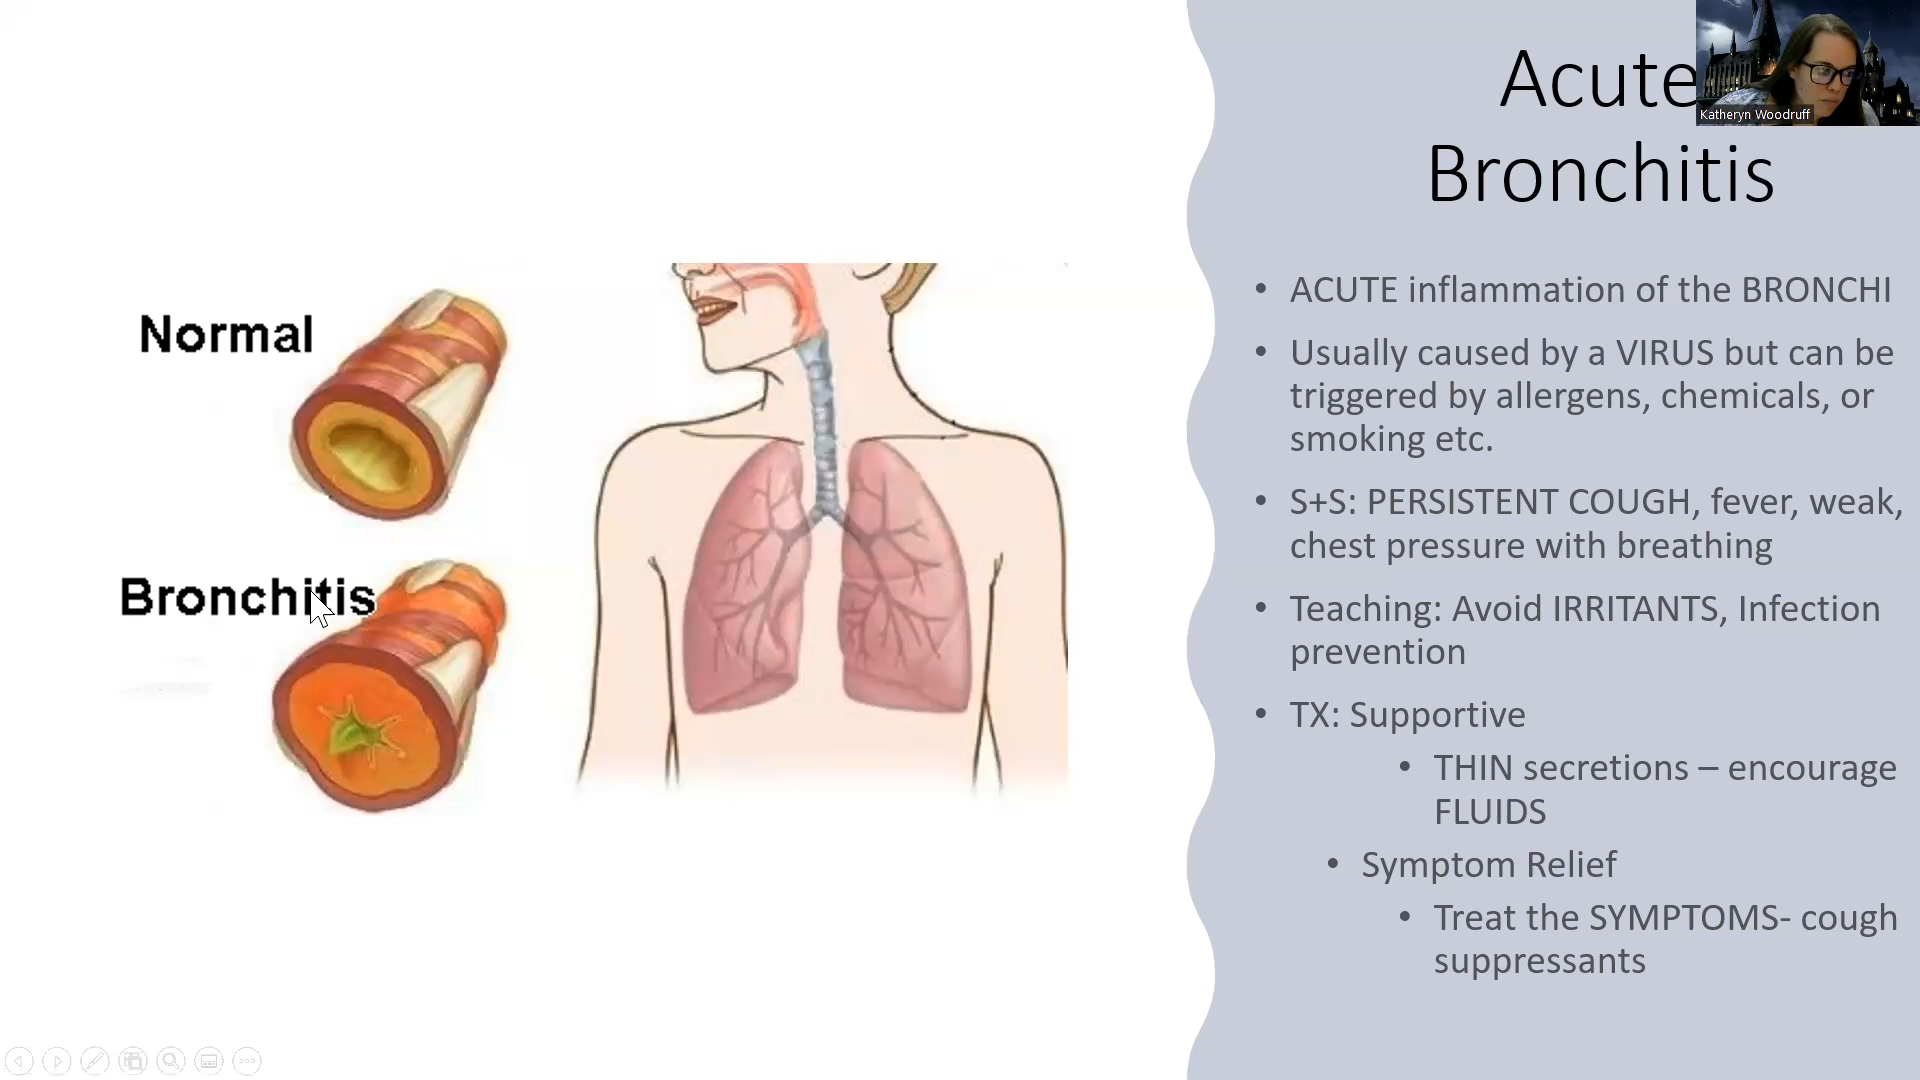 Acute
Katheryn Woodruff
Bronchitis
• ACUTE inflammation of the BRONCHI
• Usually caused by a VIRUS but can be
triggered by allergens, chemicals, or
smoking etc.
• S+S: PERSISTENT COUGH, fever, weak,
chest pressure with breathing
• Teaching: Avoid IRRITANTS, Infection
prevention
• TX: Supportive
• THIN secretions – encourage
FLUIDS
• Symptom Relief
• Treat the SYMPTOMS- cough
suppressants
Normal
Bronchitis